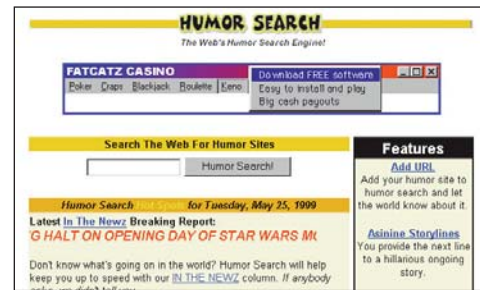 HUMOR SEARCH
The Web's Humor Search Engine!
FATCATZ CASINO
Poker Craps Blackjack Roulette Keno
Download FREE software
Easy to install and play
Big cash payouts
Search The Web For Humor Sites
Humor Search!
Humor Search Hot Spots for Tuesday, May 25, 1999
Latest In The Newz Breaking Report:
G HALT ON OPENING DAY OF STAR WARS
Don't know what's going on in the world? Humor Search will help
keep you up to speed with our IN THE NEWZ column. If anybody
Features
Add URL
Add your humor site to
humor search and let
the world know about it.
Asinine Storylines
You provide the next line
to a hillarious ongoing
story.